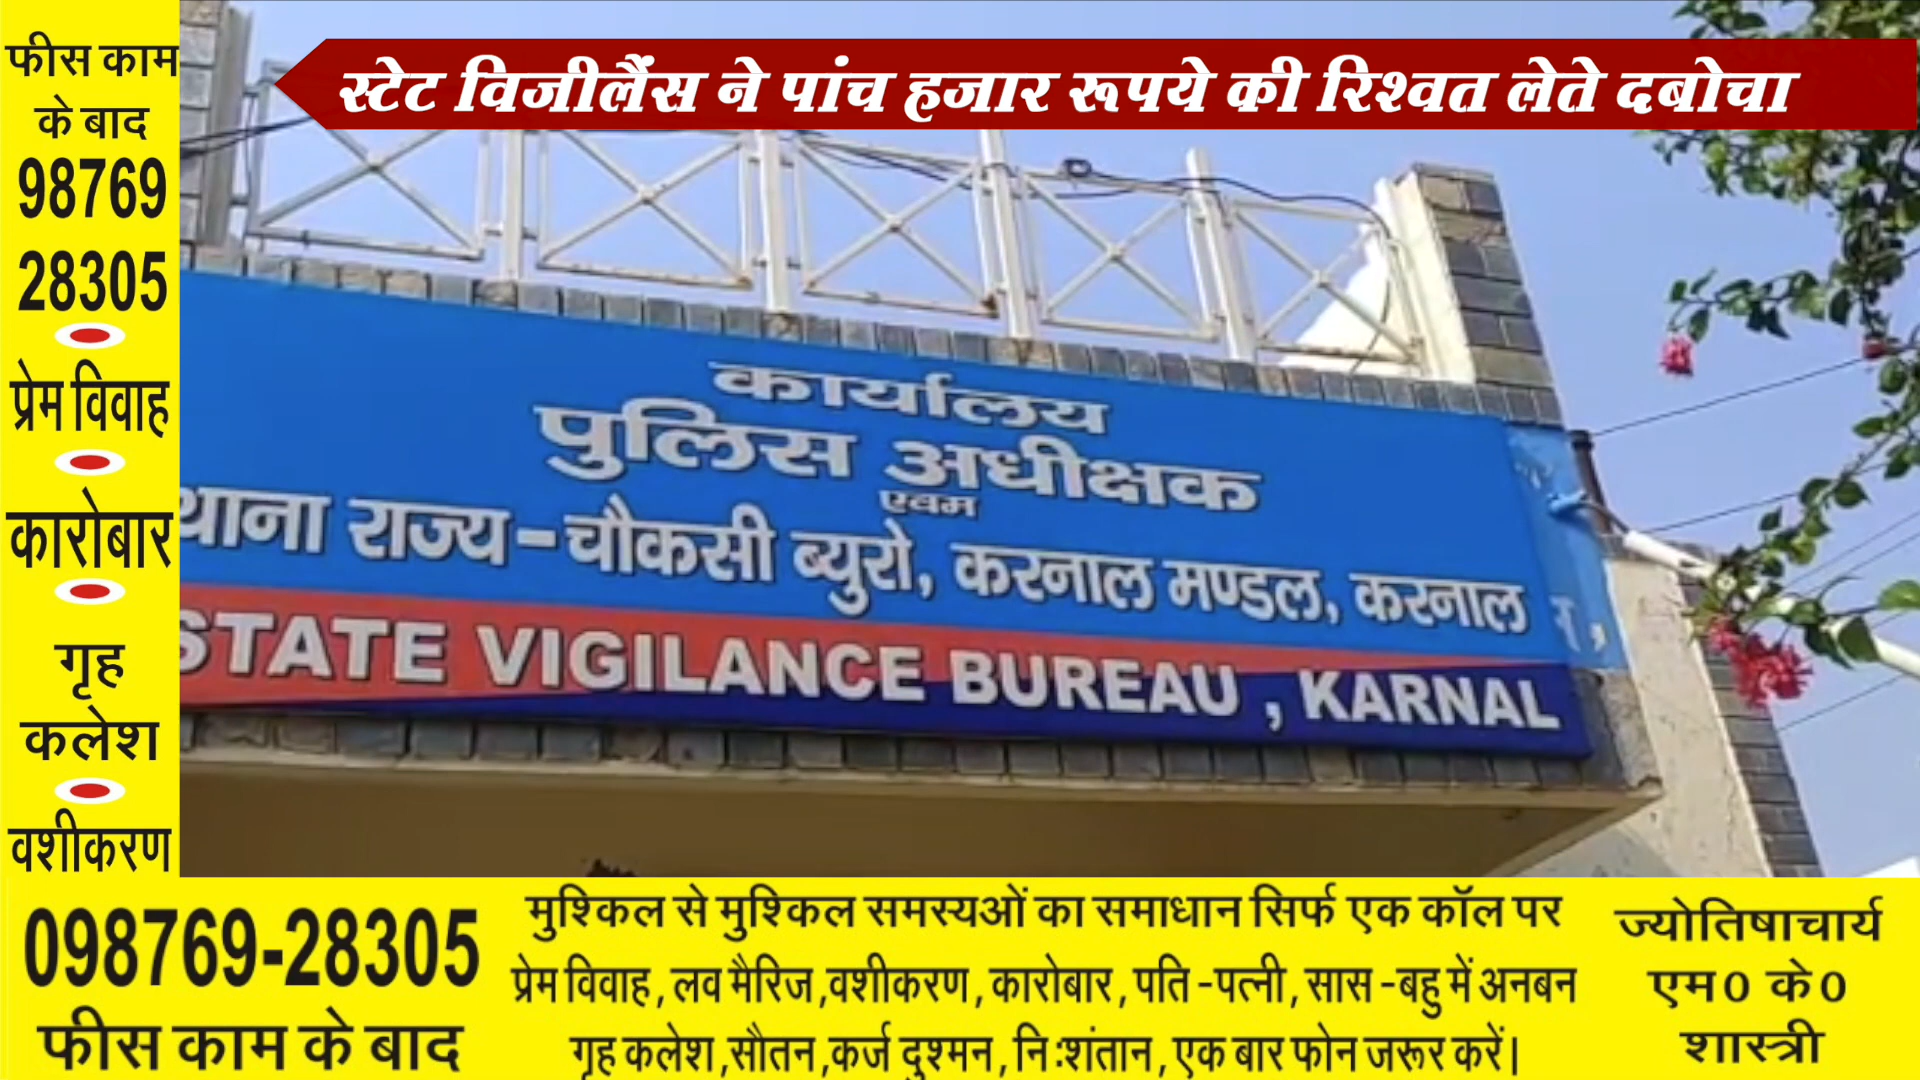 स्टेट विजीलैंस ने पांच हजार रूपये की रिश्वत लेते दबोचा
फीस काम
के बाद
98769
28305
प्रेम विवाह
कारोबार
गृह
कलेश
वशीकरण
कार्यालय
पुलिस अधीक्षक
एवम
थाना राज्य-चौकसी ब्युरो, करनाल मण्डल, करनाल
STATE VIGILANCE BUREAU , KARNAL
098769-28305
फीस काम के बाद
मुश्किल से मुश्किल समस्यओं का समाधान सिर्फ एक कॉल पर
प्रेम विवाह, लव मैरिज,वशीकरण, कारोबार, पति-पत्नी, सास-बहु में अनबन
गृह कलेश,सौतन,कर्ज दुश्मन, नि:शंतान, एक बार फोन जरूर करें|
ज्योतिषाचार्य
एम0 के0
शास्त्री